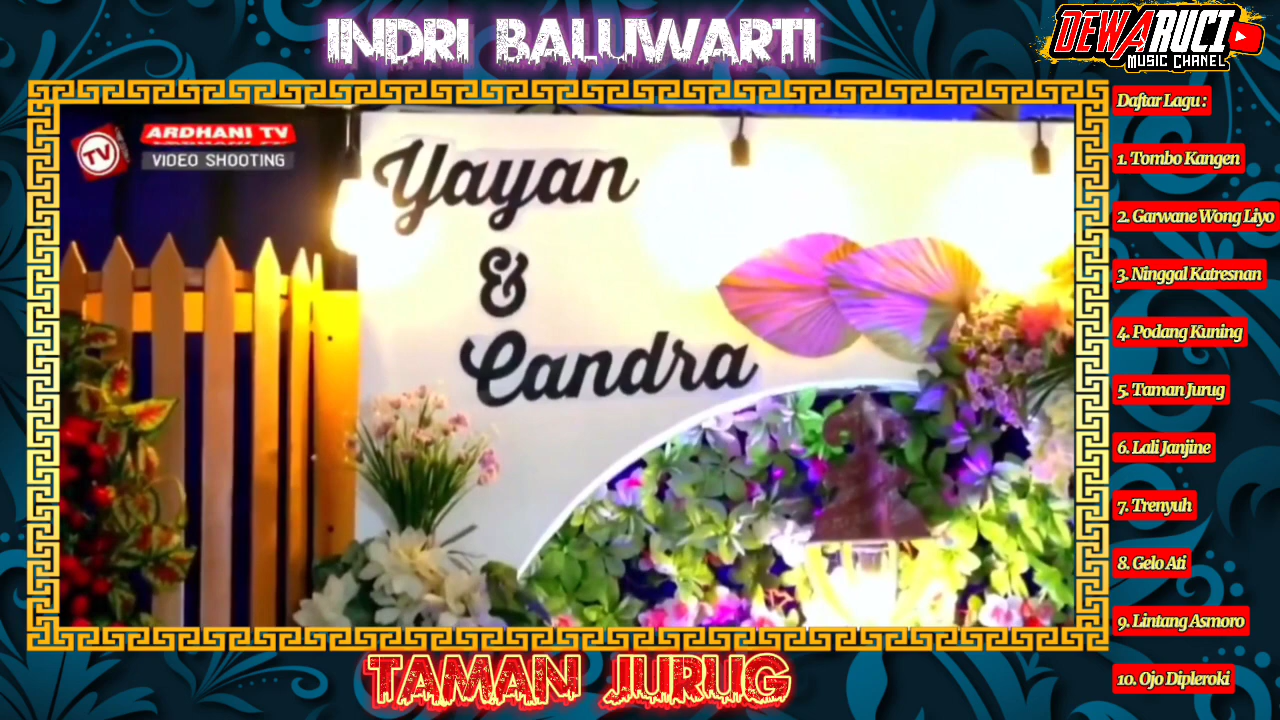 INDRI BALUWARTI
DEWARUCI
MUSIC CHANEL
ARDHANI TV
VIDEO SHOOTING
TV
Yayan
&
Candra
Daftar Lagu :
1. Tombo Kangen
2. Garwane Wong Liyo
3. Ninggal Katresnan
4. Podang Kuning
5. Taman Jurug
6. Lali Janjine
7. Trenyuh
8. Gelo Ati
9. Lintang Asmoro
10. Ojo Dipleroki
TAMAN JURUG